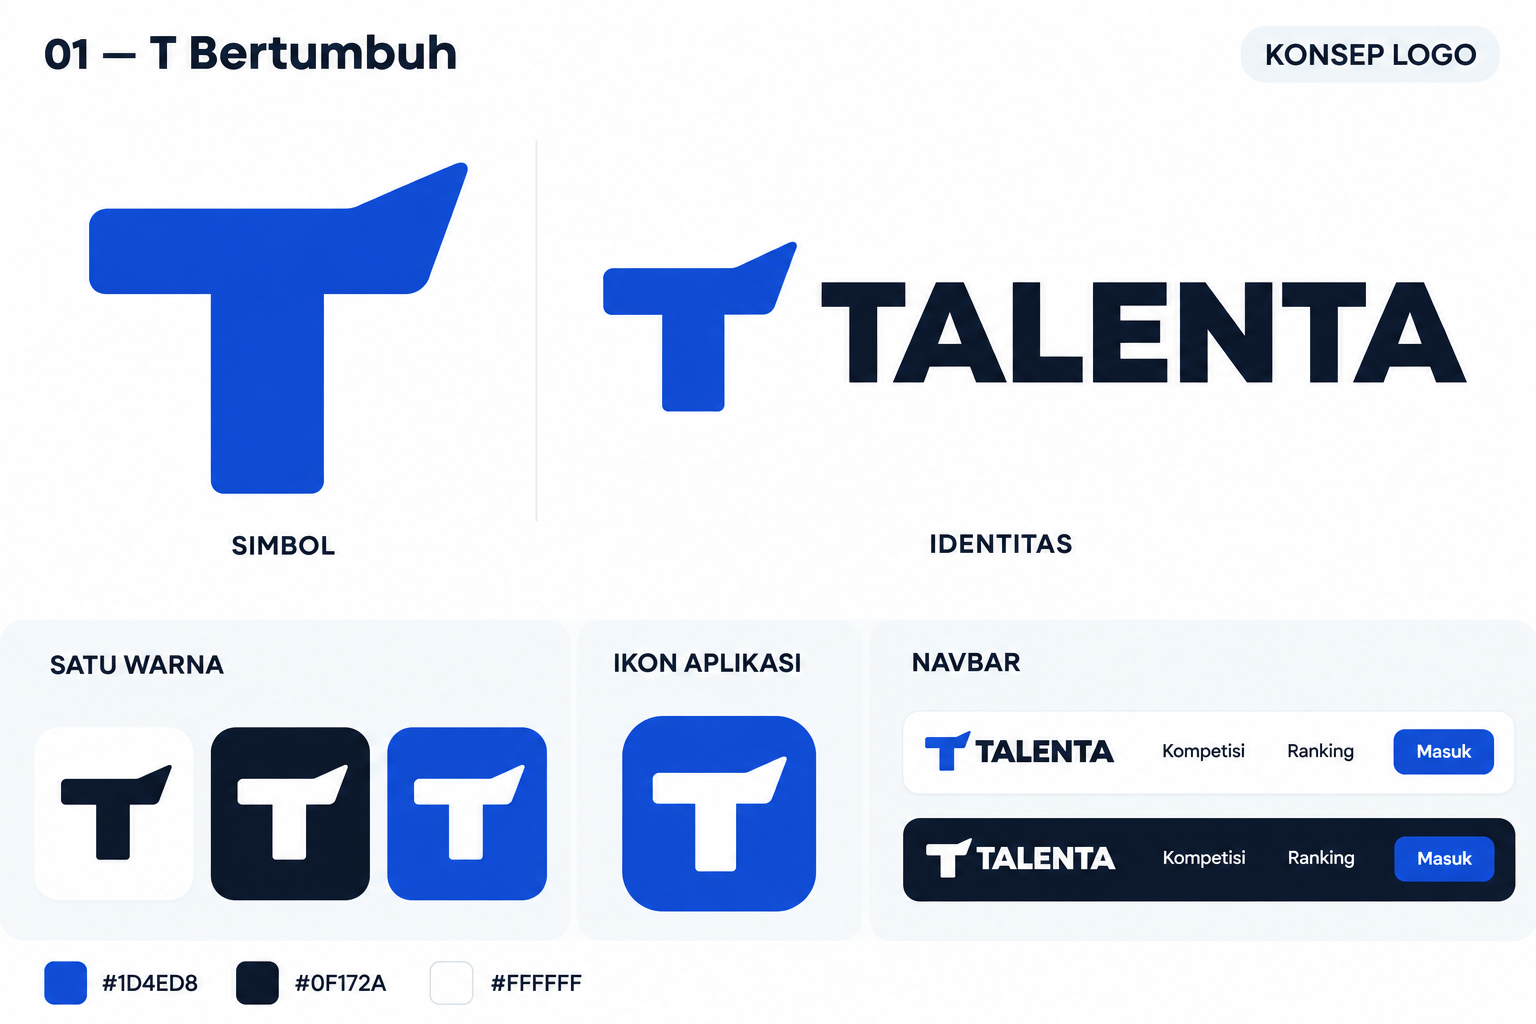 01 — T Bertumbuh
KONSEP LOGO
TALENTA
SIMBOL
IDENTITAS
SATU WARNA
IKON APLIKASI
NAVBAR
TALENTA Kompetisi Ranking Masuk
TALENTA Kompetisi Ranking Masuk
#1D4ED8 #0F172A #FFFFFF